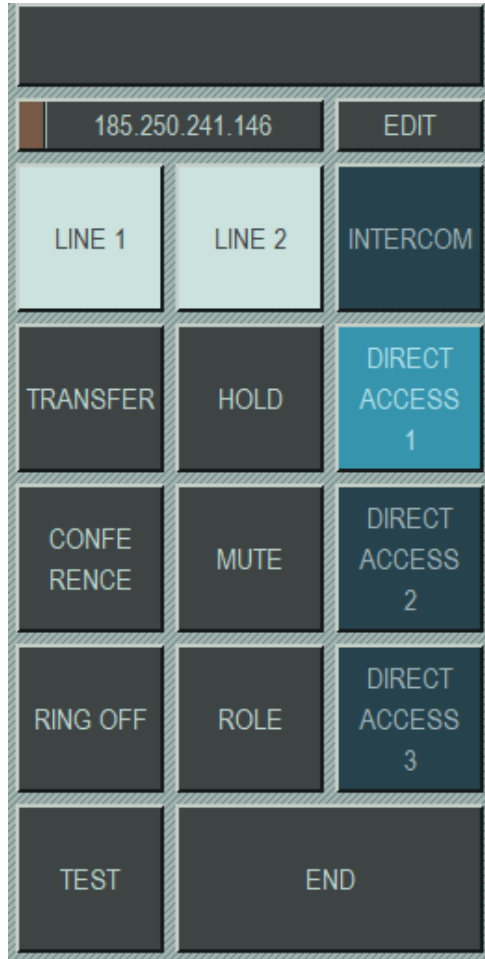 185.250.241.146
EDIT
LINE 1
LINE 2
INTERCOM
TRANSFER
HOLD
DIRECT
ACCESS
1
CONFE
RENCE
MUTE
DIRECT
ACCESS
2
RING OFF
ROLE
DIRECT
ACCESS
3
TEST
END